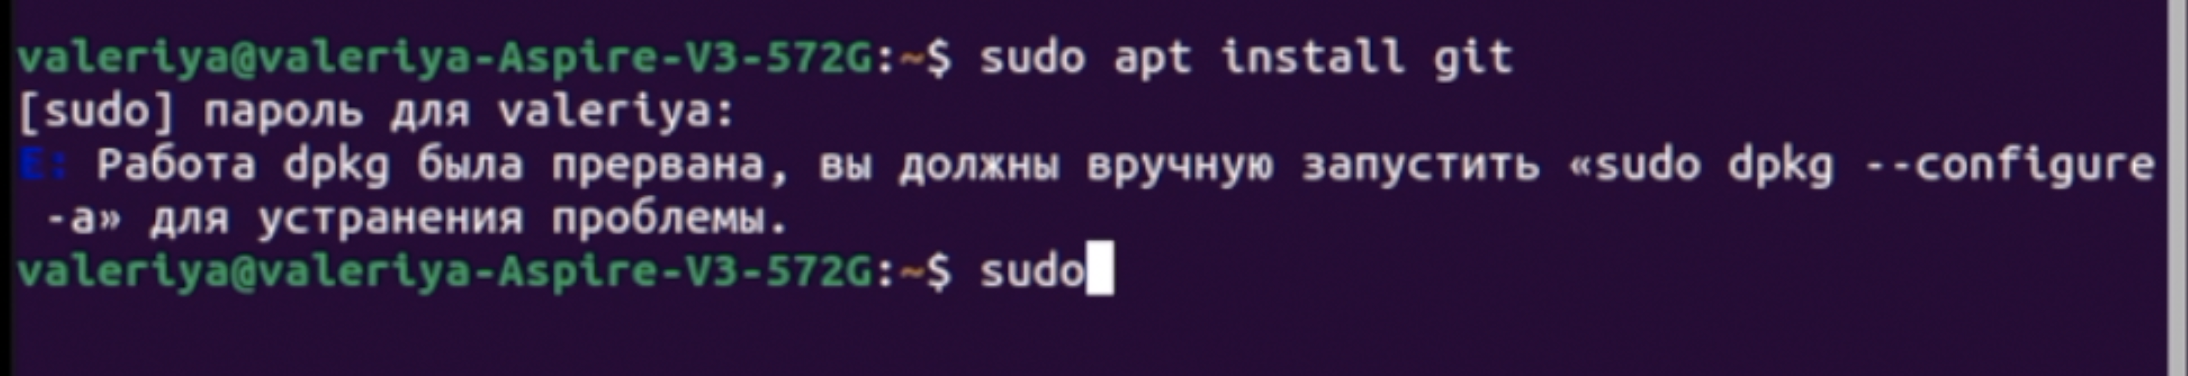 valeriya@valeriya-Aspire-V3-572G:~$ sudo apt install git
[sudo] пароль для valeriya:
E: Работа dpkg была прервана, вы должны вручную запустить «sudo dpkg --configure
 -a» для устранения проблемы.
valeriya@valeriya-Aspire-V3-572G:~$ sudo